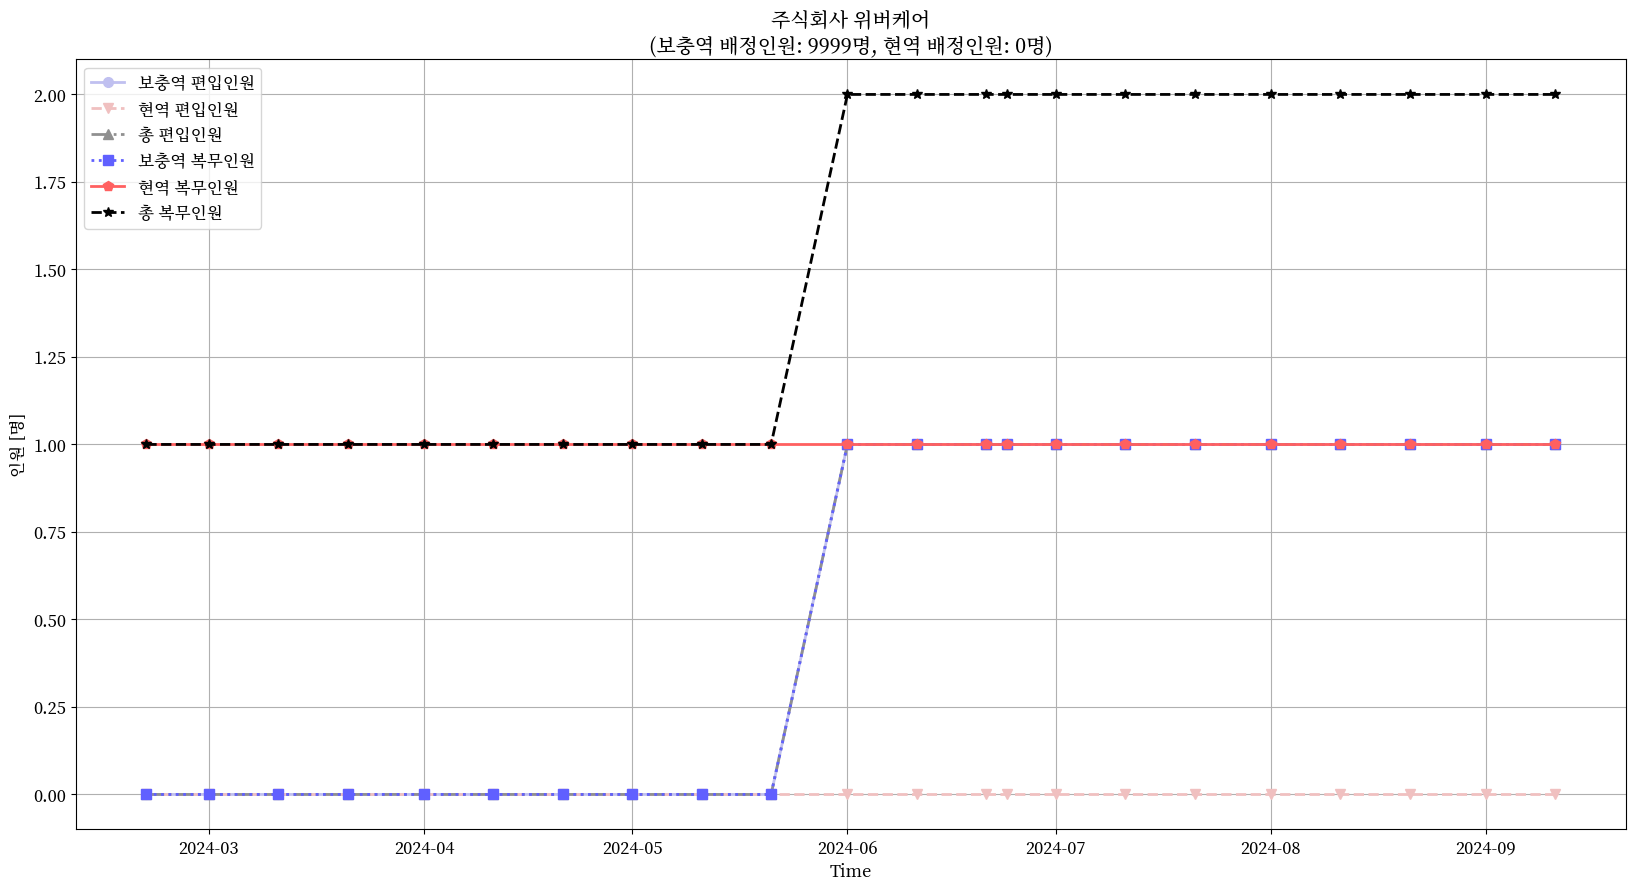 주식회사 위버케어
(보충역 배정인원: 9999명, 현역 배정인원: 0명)
보충역 편입인원
현역 편입인원
총 편입인원
보충역 복무인원
현역 복무인원
총 복무인원
2.00
1.75
1.50
1.25
1.00
0.75
0.50
0.25
0.00
인원 [명]
2024-03
2024-04
2024-05
2024-06
2024-07
2024-08
2024-09
Time